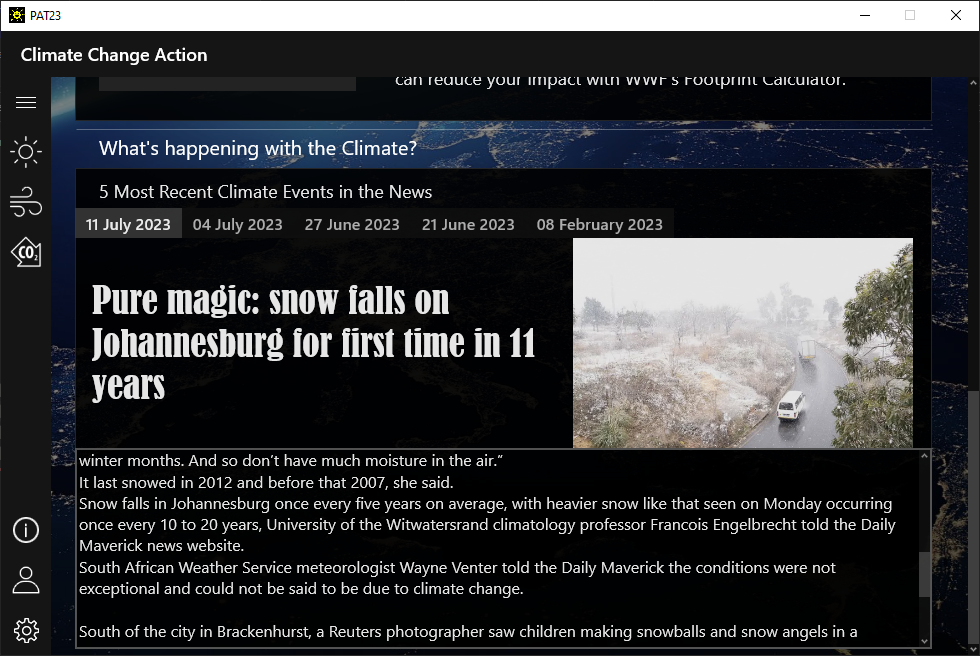 PAT23
Climate Change Action
can reduce your impact with WWF's Footprint Calculator.
What's happening with the Climate?
5 Most Recent Climate Events in the News
11 July 2023 04 July 2023 27 June 2023 21 June 2023 08 February 2023
CO₂
Pure magic: snow falls on
Johannesburg for first time in 11
years
winter months. And so don't have much moisture in the air."
It last snowed in 2012 and before that 2007, she said.
Snow falls in Johannesburg once every five years on average, with heavier snow like that seen on Monday occurring
once every 10 to 20 years, University of the Witwatersrand climatology professor Francois Engelbrecht told the Daily
Maverick news website.
South African Weather Service meteorologist Wayne Venter told the Daily Maverick the conditions were not
exceptional and could not be said to be due to climate change.
South of the city in Brackenhurst, a Reuters photographer saw children making snowballs and snow angels in a